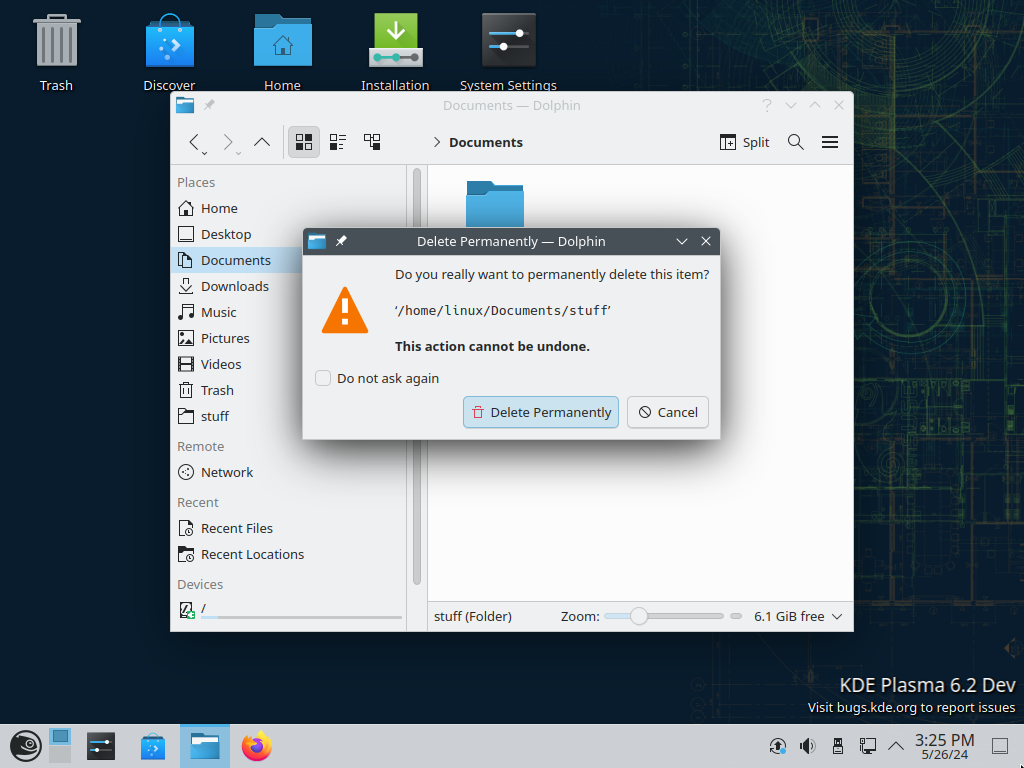 Trash
Discover
Home
Installation
System Settings
Documents — Dolphin
Documents
Split
Places
Home
Desktop
Documents
Downloads
Music
Pictures
Videos
Trash
stuff
Remote
Network
Recent
Recent Files
Recent Locations
Devices
/
Delete Permanently — Dolphin
Do you really want to permanently delete this item?
‘/home/linux/Documents/stuff’
This action cannot be undone.
Do not ask again
Delete Permanently
Cancel
stuff (Folder)
Zoom:
6.1 GiB free
KDE Plasma 6.2 Dev
Visit bugs.kde.org to report issues
3:25 PM
5/26/24